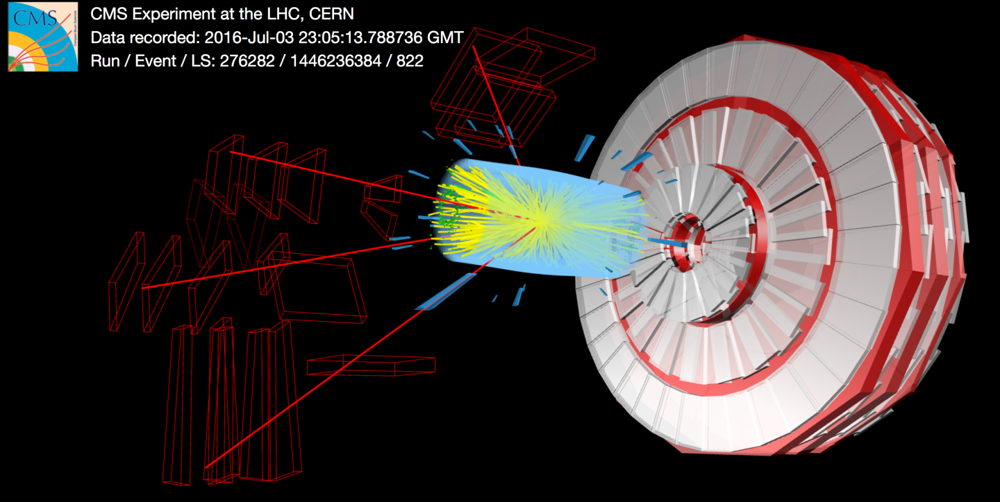 CMS
CMS Experiment at the LHC, CERN
Data recorded: 2016-Jul-03 23:05:13.788736 GMT
Run / Event / LS: 276282 / 1446236384 / 822